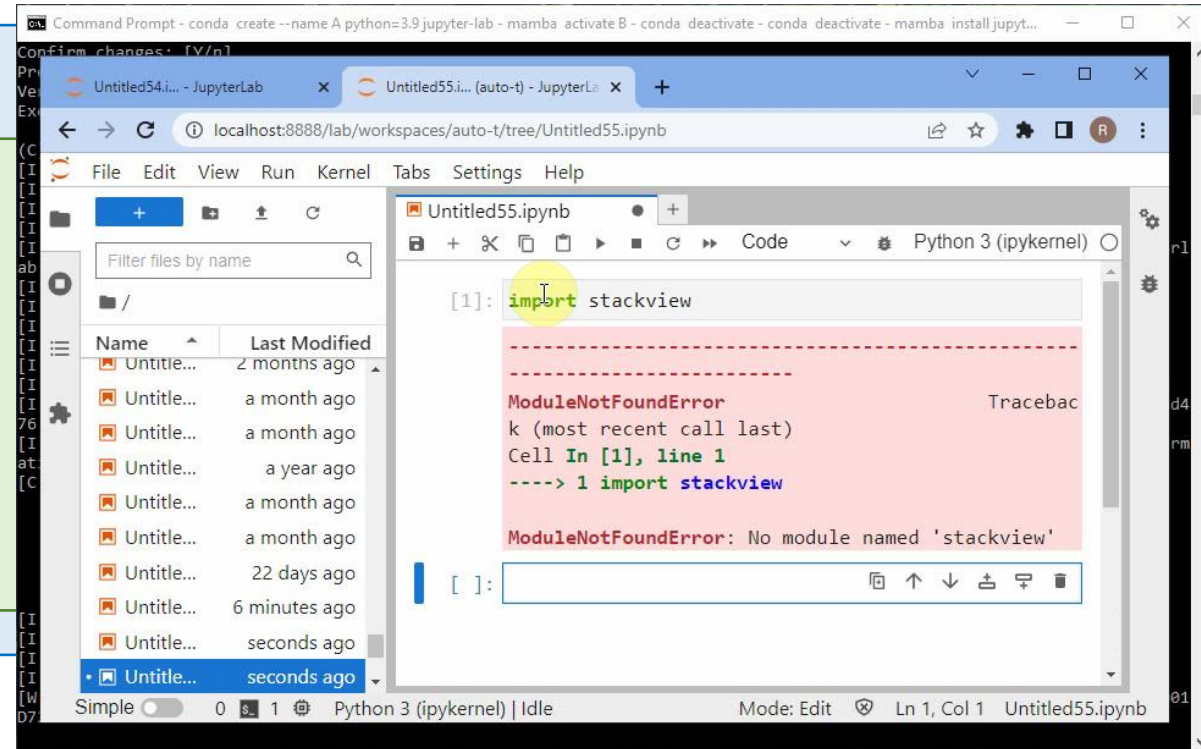 Command Prompt - conda create --name A python=3.9 jupyter-lab - mamba activate B - conda deactivate - conda deactivate - mamba install jupyt...
Confirm changes: [Y/n]
Untitled54.i... - JupyterLab
Untitled55.i... (auto-t) - JupyterLa
localhost:8888/lab/workspaces/auto-t/tree/Untitled55.ipynb
R
File Edit View Run Kernel Tabs Settings Help
Untitled55.ipynb
Filter files by name
Code
Python 3 (ipykernel)
/
Name Last Modified
Untitle... 2 months ago
Untitle... a month ago
Untitle... a month ago
Untitle... a year ago
Untitle... a month ago
Untitle... a month ago
Untitle... 22 days ago
Untitle... 6 minutes ago
Untitle... seconds ago
Untitle... seconds ago
[1]: import stackview
---------------------------------------------------
-------------------------
ModuleNotFoundError Tracebac
k (most recent call last)
Cell In [1], line 1
----> 1 import stackview
ModuleNotFoundError: No module named 'stackview'
[ ]:
Simple 0 1 Python 3 (ipykernel) | Idle Mode: Edit Ln 1, Col 1 Untitled55.ipynb